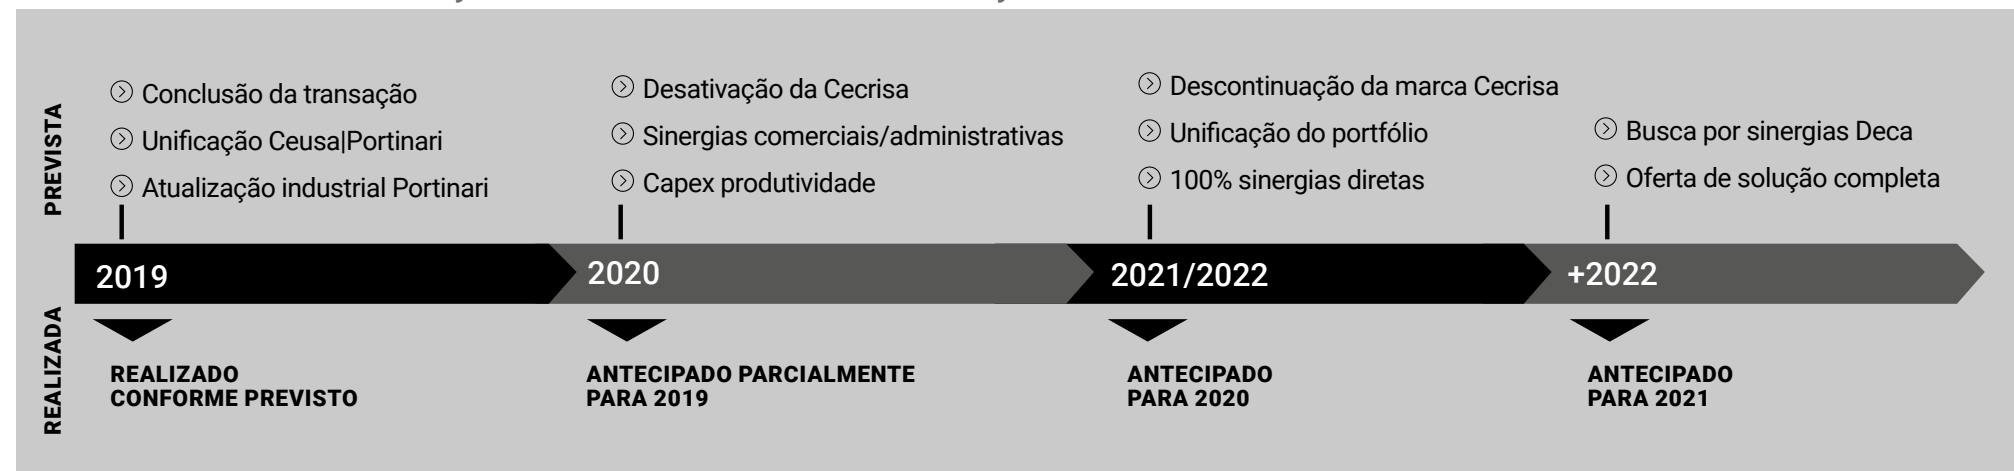 PREVISTA
Conclusão da transação
Unificação Ceusa|Portinari
Atualização industrial Portinari
Desativação da Cecrisa
Sinergias comerciais/administrativas
Capex produtividade
Descontinuação da marca Cecrisa
Unificação do portfólio
100% sinergias diretas
Busca por sinergias Deca
Oferta de solução completa
2019
2020
2021/2022
+2022
REALIZADA
REALIZADO
CONFORME PREVISTO
ANTECIPADO PARCIALMENTE
PARA 2019
ANTECIPADO
PARA 2020
ANTECIPADO
PARA 2021